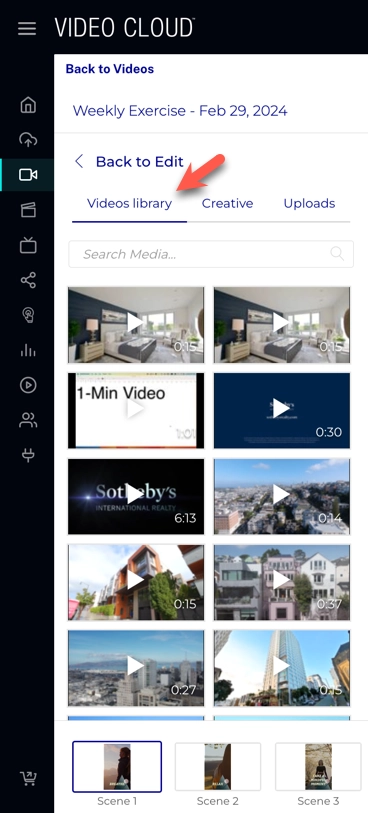 VIDEO CLOUD
Back to Videos
Weekly Exercise - Feb 29, 2024
Back to Edit
Videos library
Creative
Uploads
Search Media...
0:15
0:15
1-Min Video
1:01
0:30
Sotheby's
INTERNATIONAL REALTY
6:13
0:14
0:15
0:37
0:27
0:15
Scene 1
Scene 2
Scene 3